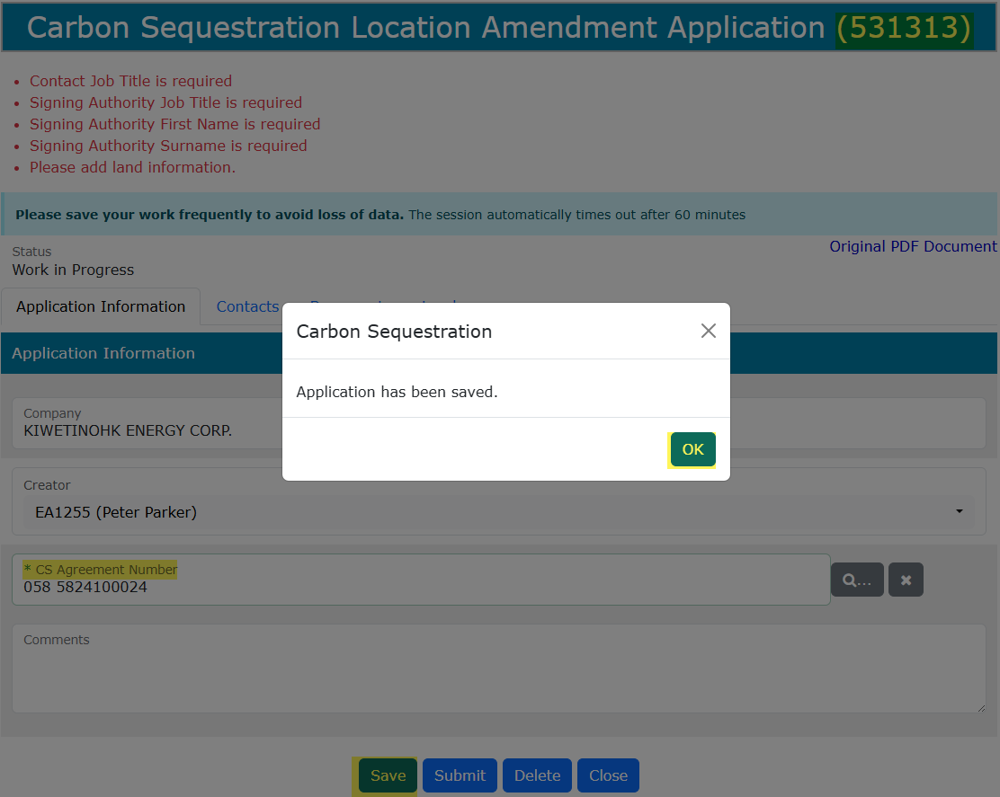 Carbon Sequestration Location Amendment Application (531313)
Contact Job Title is required
Signing Authority Job Title is required
Signing Authority First Name is required
Signing Authority Surname is required
Please add land information.
Please save your work frequently to avoid loss of data. The session automatically times out after 60 minutes
Original PDF Document
Status
Work in Progress
Application Information
Contacts
Carbon Sequestration
Application Information
Application has been saved.
Company
KIWETINOHK ENERGY CORP.
OK
Creator
EA1255 (Peter Parker)
* CS Agreement Number
058 5824100024
...
Comments
Save Submit Delete Close